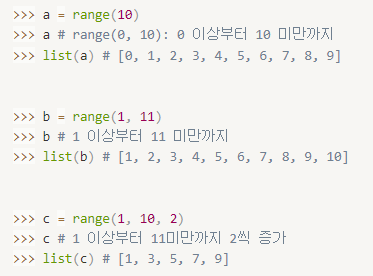 >>> a = range(10)
>>> a # range(0, 10): 0 이상부터 10 미만까지
>>> list(a) # [0, 1, 2, 3, 4, 5, 6, 7, 8, 9]
>>> b = range(1, 11)
>>> b # 1 이상부터 11 미만까지
>>> list(b) # [1, 2, 3, 4, 5, 6, 7, 8, 9, 10]
>>> c = range(1, 10, 2)
>>> c # 1 이상부터 11미만까지 2씩 증가
>>> list(c) # [1, 3, 5, 7, 9]